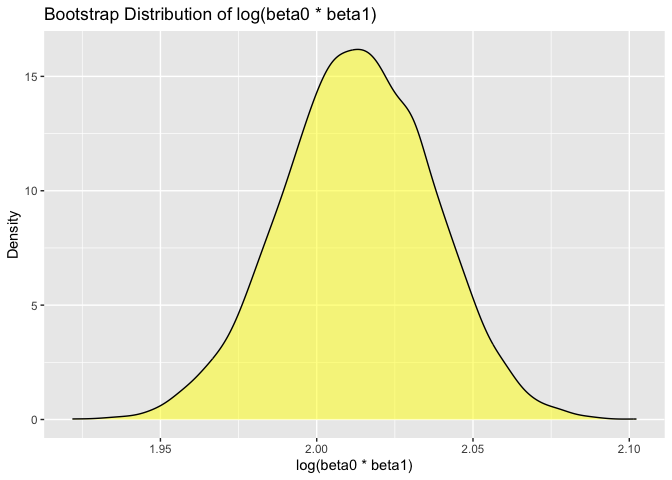 Bootstrap Distribution of log(beta0 * beta1)
15
10
5
0
Density
1.95 2.00 2.05 2.10
log(beta0 * beta1)